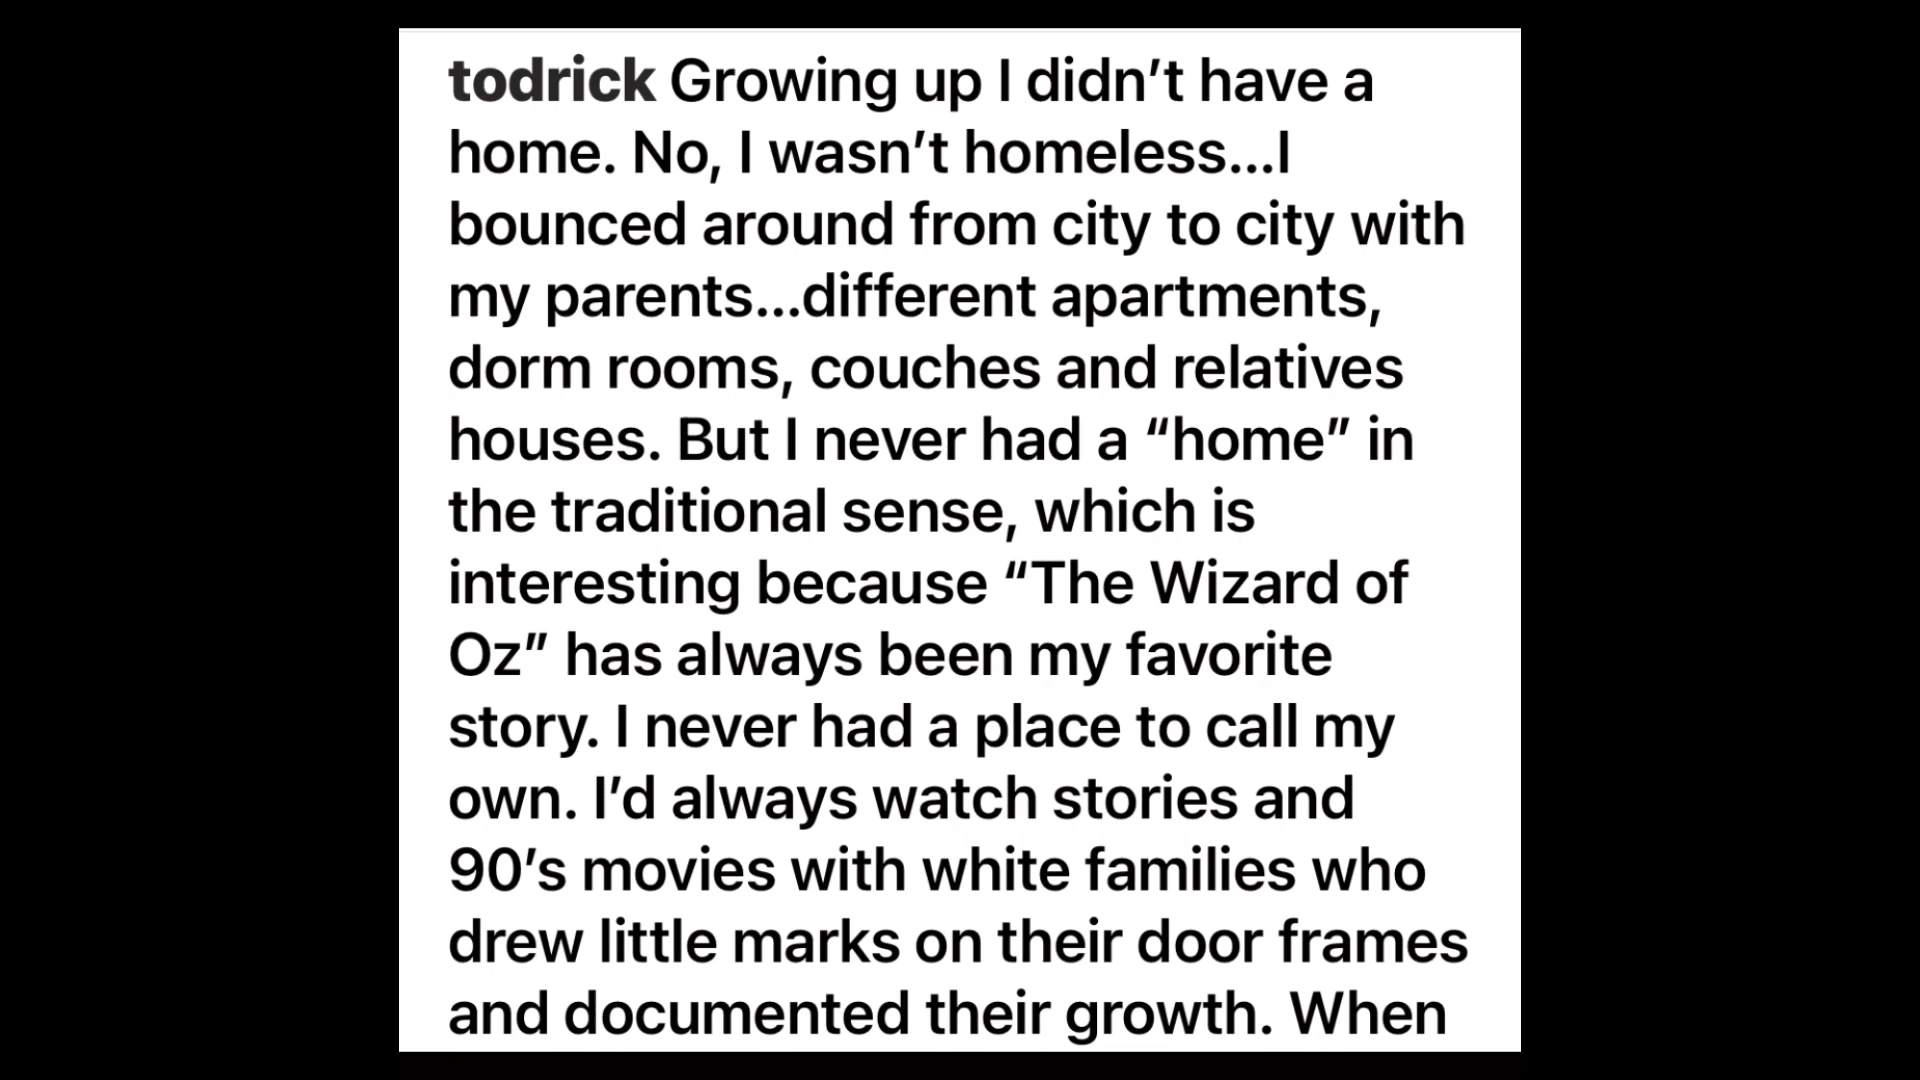 todrick Growing up I didn’t have a
home. No, I wasn’t homeless...I
bounced around from city to city with
my parents...different apartments,
dorm rooms, couches and relatives
houses. But I never had a “home” in
the traditional sense, which is
interesting because “The Wizard of
Oz” has always been my favorite
story. I never had a place to call my
own. I’d always watch stories and
90’s movies with white families who
drew little marks on their door frames
and documented their growth. When